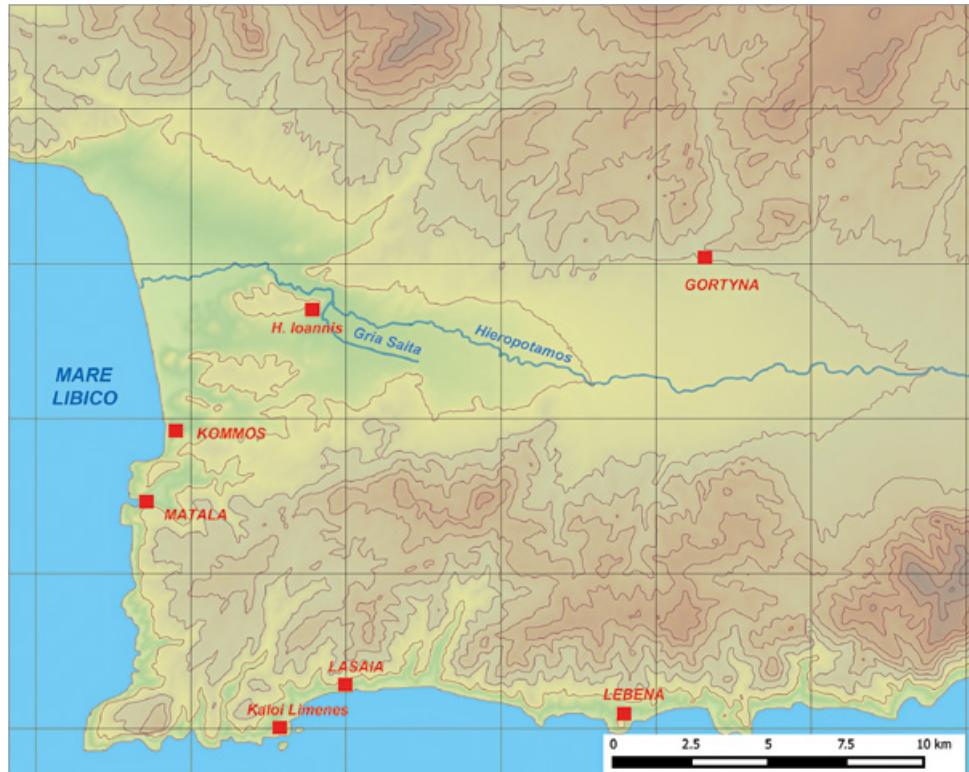 GORTYNA
H. Ioannis
Hieropotamos
Gria Saita
MARE
LIBICO
KOMMOS
MATALA
LASAIA
Kaloi Limenes
LEBENA
0 2.5 5 7.5 10 km